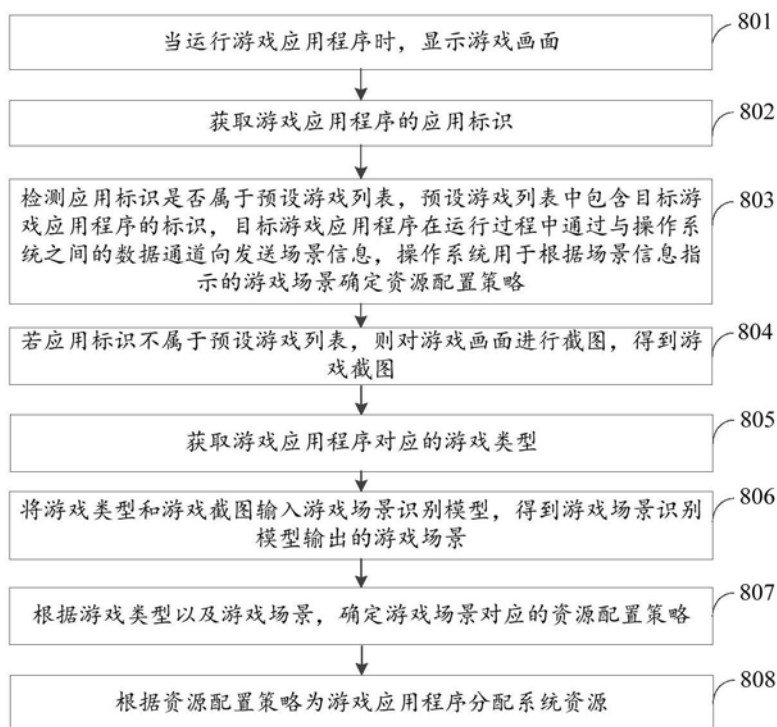 当运行游戏应用程序时，显示游戏画面
801
获取游戏应用程序的应用标识
802
检测应用标识是否属于预设游戏列表，预设游戏列表中包含目标游
戏应用程序的标识，目标游戏应用程序在运行过程中通过与操作系
统之间的数据通道向发送场景信息，操作系统用于根据场景信息指
示的游戏场景确定资源配置策略
803
若应用标识不属于预设游戏列表，则对游戏画面进行截图，得到游
戏截图
804
获取游戏应用程序对应的游戏类型
805
将游戏类型和游戏截图输入游戏场景识别模型，得到游戏场景识别
模型输出的游戏场景
806
根据游戏类型以及游戏场景，确定游戏场景对应的资源配置策略
807
根据资源配置策略为游戏应用程序分配系统资源
808